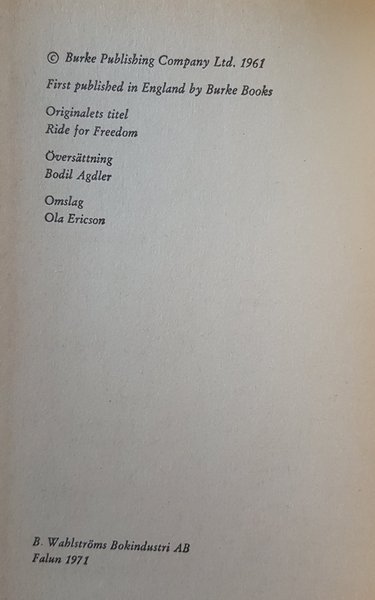 © Burke Publishing Company Ltd. 1961
First published in England by Burke Books
Originalets titel
Ride for Freedom
Översättning
Bodil Agdler
Omslag
Ola Ericson
B. Wahlströms Bokindustri AB
Falun 1971